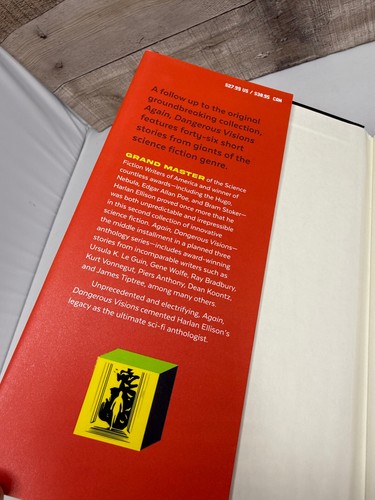 $27.99 US / $36.95 CAN
A follow up to the original
groundbreaking collection,
Again, Dangerous Visions
features forty-six short
stories from giants of the
science fiction genre.
GRAND MASTER of the Science
Fiction Writers of America and winner of
countless awards—including the Hugo,
Nebula, Edgar Allan Poe, and Bram Stoker—
Harlan Ellison proved once more that he
was both unpredictable and irrepressible
in this second collection of innovative
science fiction. Again, Dangerous Visions—
the middle installment in a planned three
anthology series—includes award-winning
stories from incomparable writers such as
Ursula K. Le Guin, Gene Wolfe, Ray Bradbury,
Kurt Vonnegut, Piers Anthony, Dean Koontz,
and James Tiptree, among many others.
Unprecedented and electrifying, Again,
Dangerous Visions cemented Harlan Ellison's
legacy as the ultimate sci-fi anthologist.